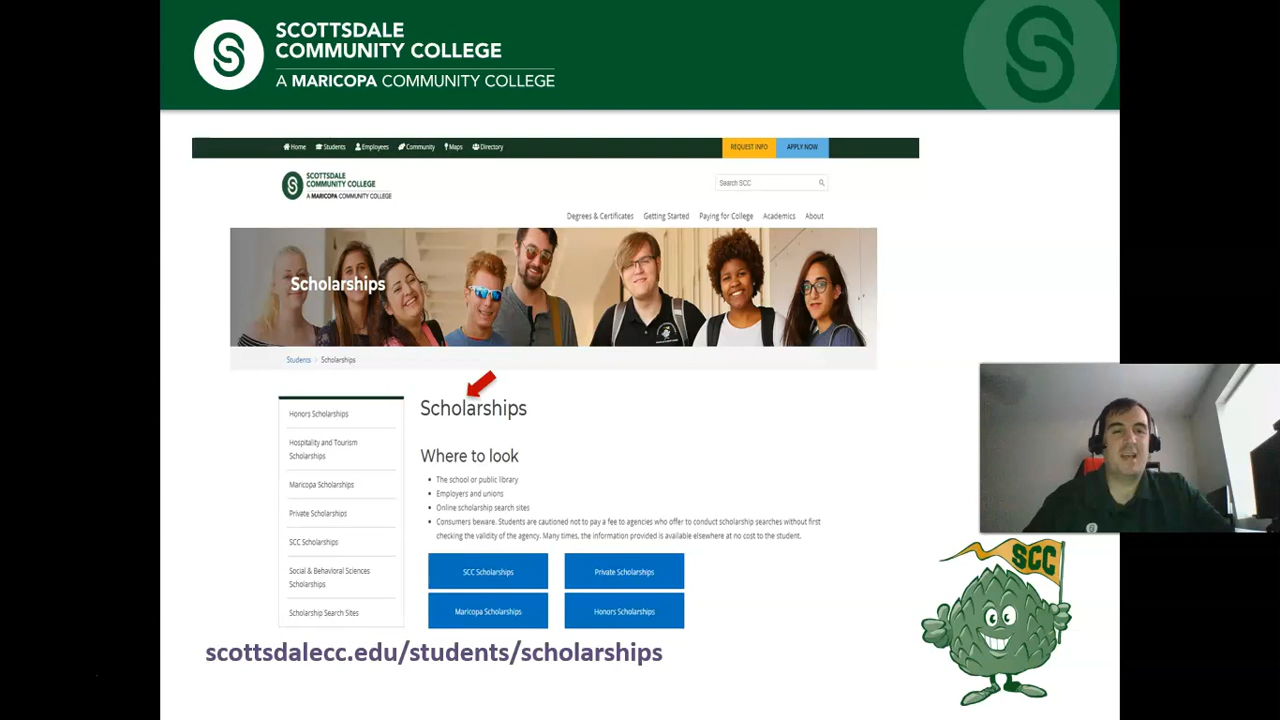 SCOTTSDALE
COMMUNITY COLLEGE
A MARICOPA COMMUNITY COLLEGE
Home Students Employees Community Maps Directory
REQUEST INFO APPLY NOW
SCOTTSDALE
COMMUNITY COLLEGE
A MARICOPA COMMUNITY COLLEGE
Search SCC
Degrees & Certificates Getting Started Paying for College Academics About
Scholarships
Students Scholarships
Honors Scholarships
Hospitality and Tourism
Scholarships
Maricopa Scholarships
Private Scholarships
SCC Scholarships
Social & Behavioral Sciences
Scholarships
Scholarship Search Sites
Scholarships
Where to look
The school or public library
Employers and unions
Online scholarship search sites
Consumers beware. Students are cautioned not to pay a fee to agencies who offer to conduct scholarship searches without first
checking the validity of the agency. Many times, the information provided is available elsewhere at no cost to the student.
SCC Scholarships Private Scholarships
Maricopa Scholarships Honors Scholarships
SCC
scottsdalecc.edu/students/scholarships